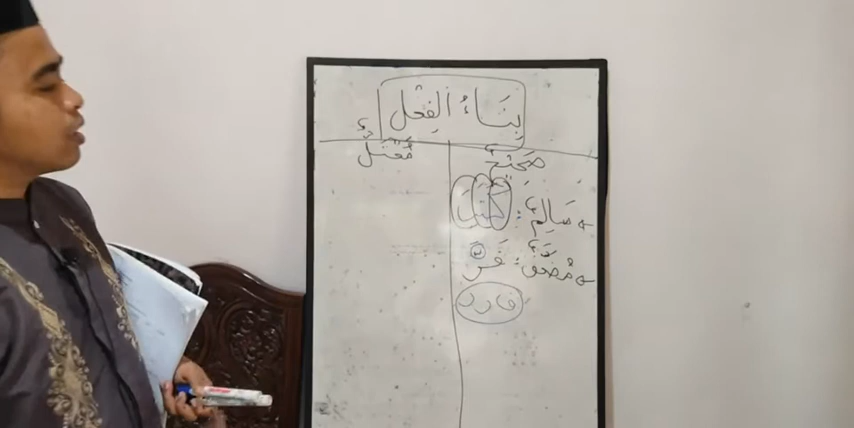 بِنَاءُ الفِعْل
صَحِيْحٌ
مُعْتَلٌّ
سَالِمٌ : كَتَبَ
مُضَعَّفٌ : فَرَّ
ف ر ر